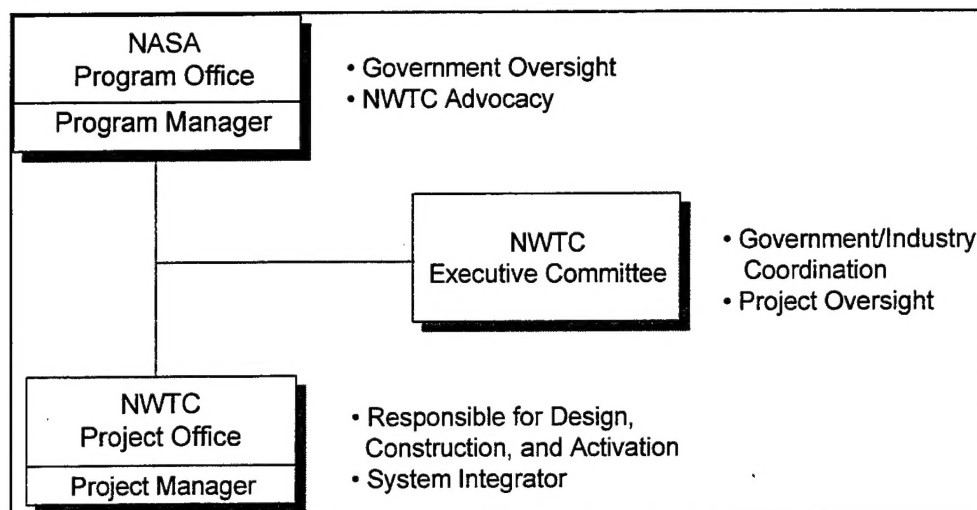 NASA
Program Office
Program Manager
• Government Oversight
• NWTC Advocacy
NWTC
Executive Committee
• Government/Industry
Coordination
• Project Oversight
NWTC
Project Office
Project Manager
• Responsible for Design,
Construction, and Activation
• System Integrator